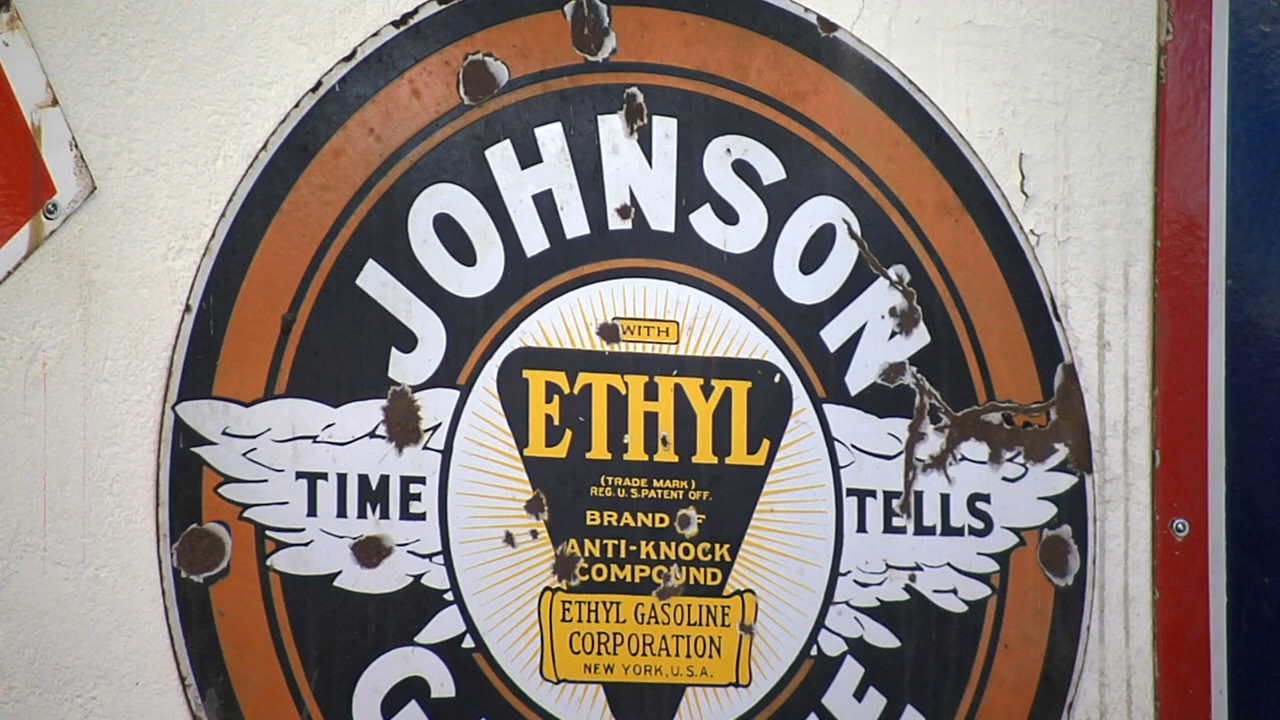 JOHNSON
WITH
ETHYL
(TRADE MARK)
REG. U.S. PATENT OFF.
TIME
TELLS
BRAND OF
ANTI-KNOCK
COMPOUND
ETHYL GASOLINE
CORPORATION
NEW YORK, U.S.A.